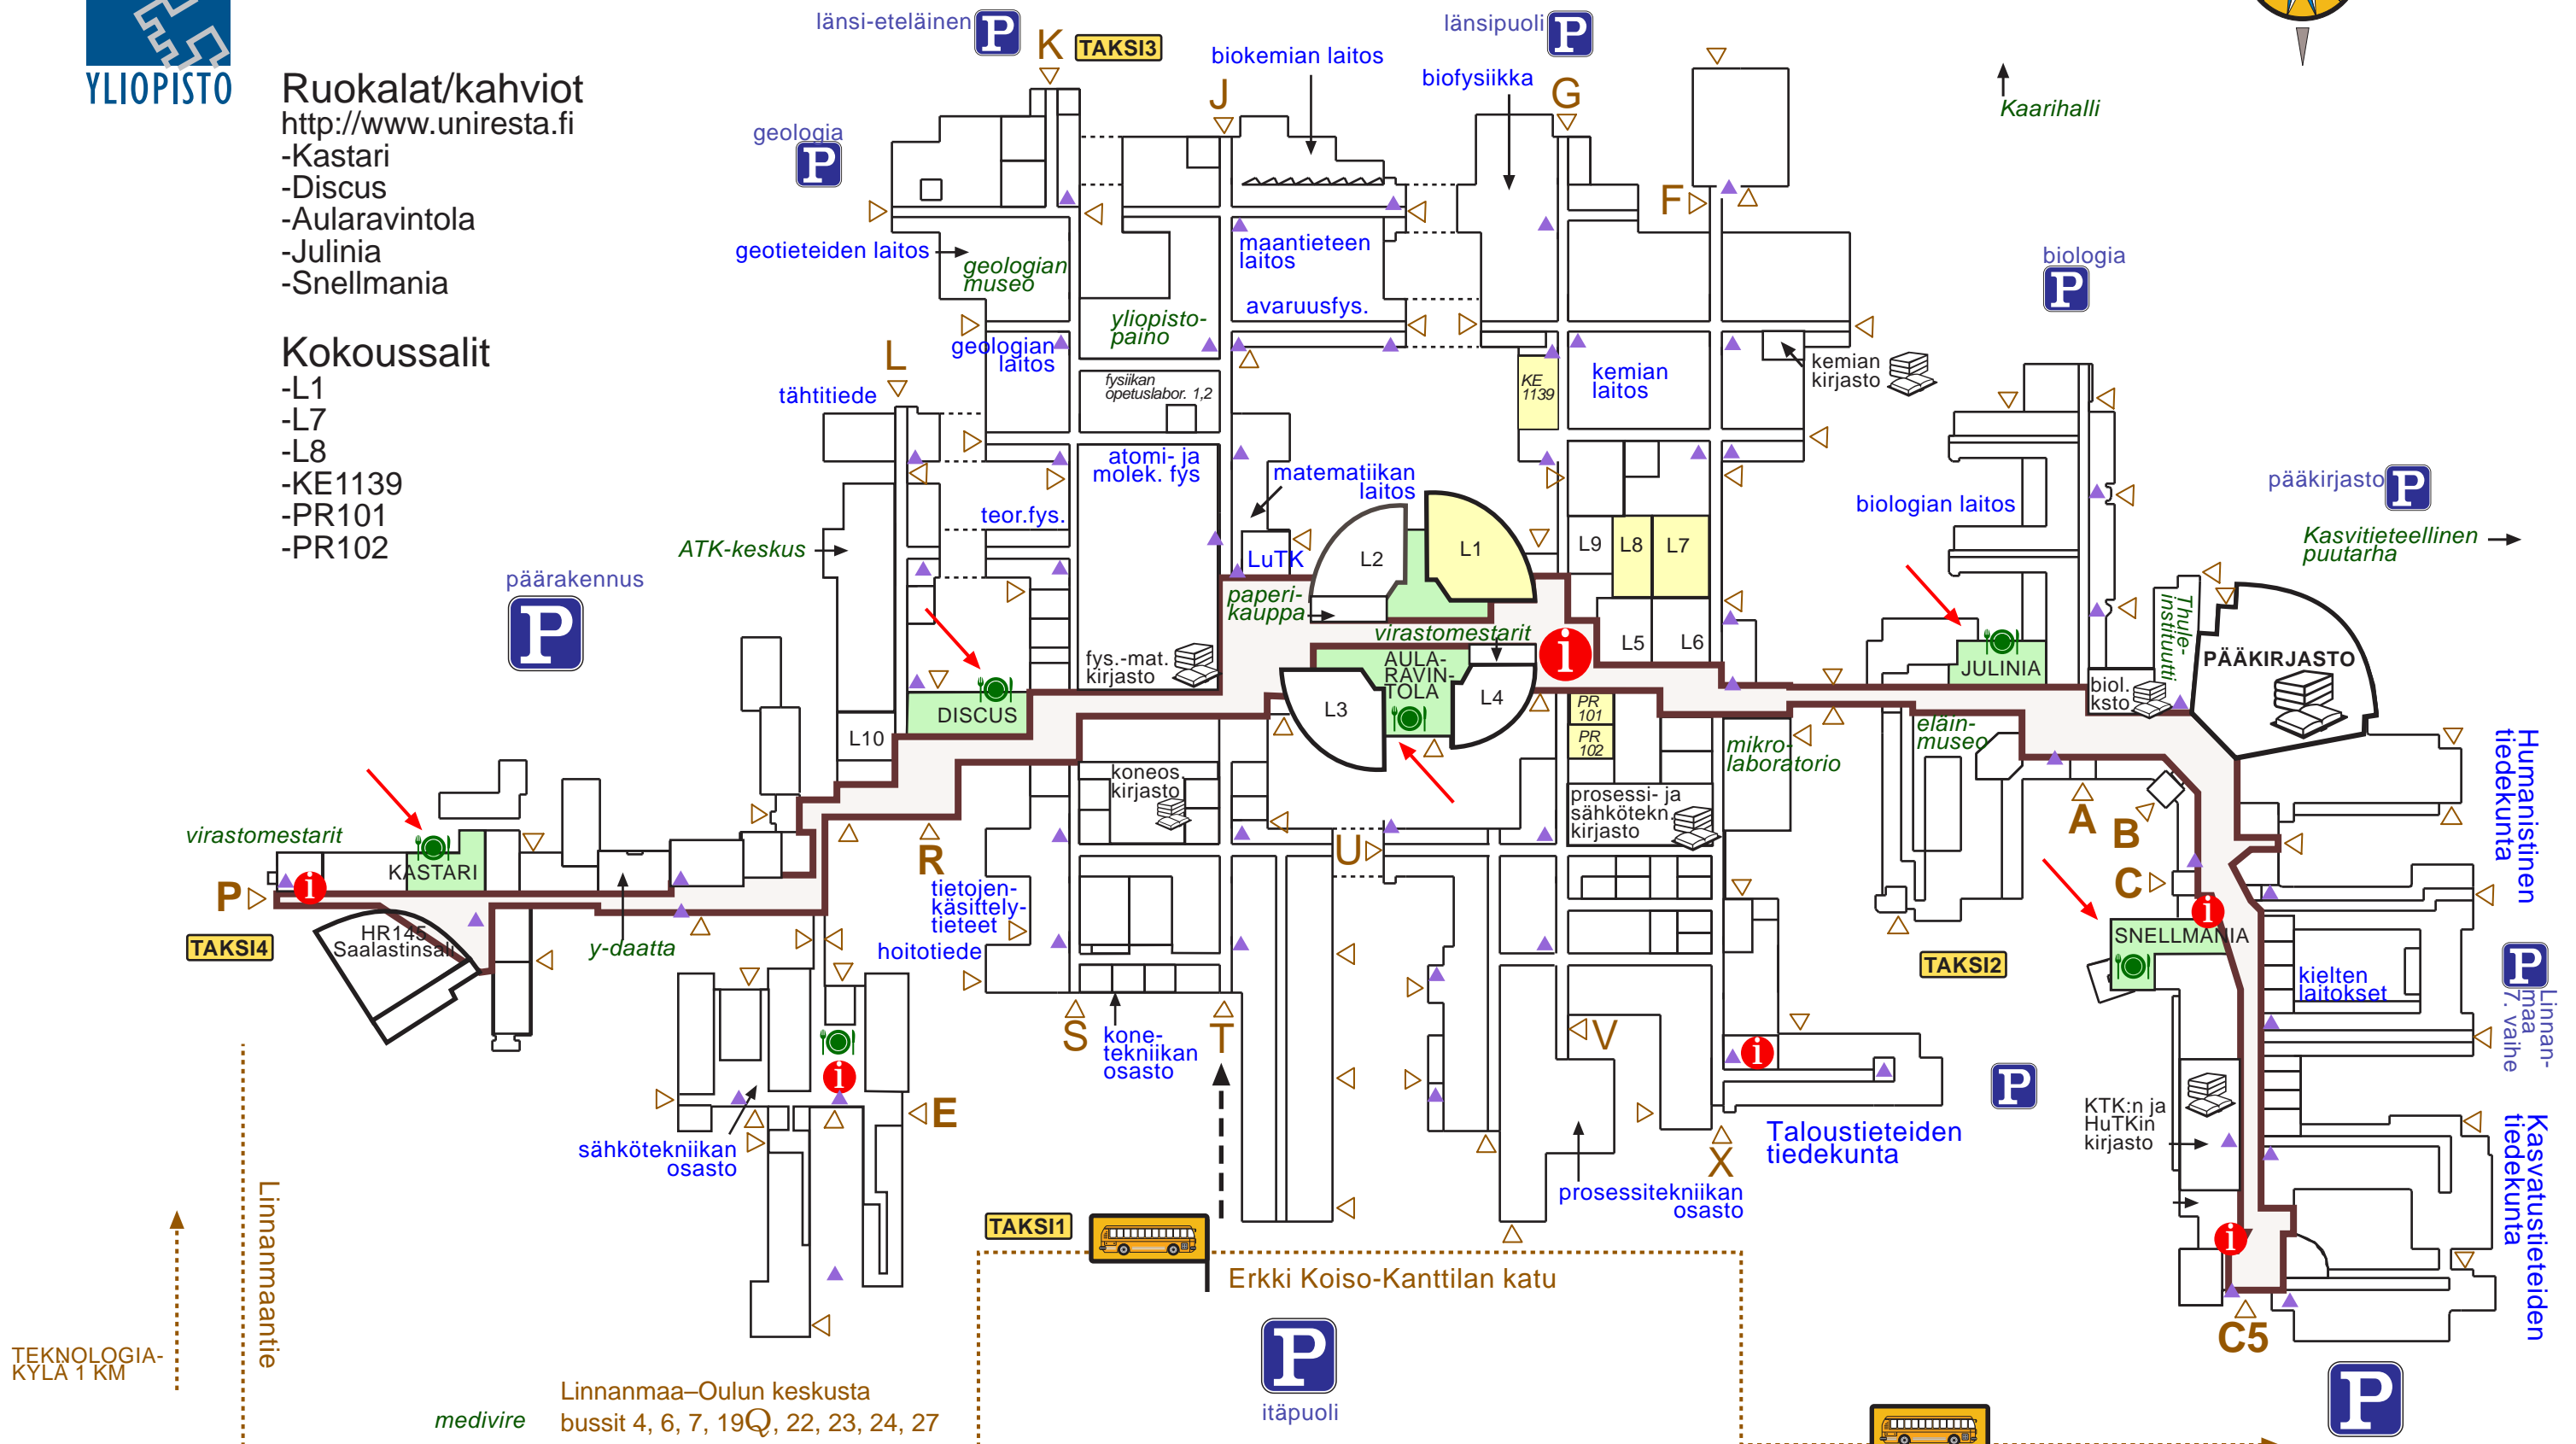 YLIOPISTO
Ruokalat/kahviot
http://www.uniresta.fi
-Kastari
-Discus
-Aularavintola
-Julinia
-Snellmania
Kokoussalit
-L1
-L7
-L8
-KE1139
-PR101
-PR102
länsi-eteläinen P
K TAKSI3
länsipuoli P
biokemian laitos
biofysiikka
J
G
F
Kaarihalli
geologia
P
geotieteiden laitos
geologian
museo
maantieteen
laitos
avaruusfys.
yliopisto-
paino
geologian
laitos
biologia
P
L
tähtitiede
fysiikan
opetuslabor. 1,2
KE
1139
kemian
laitos
kemian
kirjasto
atomi- ja
molek. fys
matematiikan
laitos
teor.fys.
ATK-keskus
LuTK
L2
L1
L9
L8
L7
biologian laitos
pääkirjasto P
Kasvitieteellinen
puutarha
päärakennus
P
paperi-
kauppa
virastomestarit
i
L5
L6
fys.-mat.
kirjasto
AULA-
RAVIN-
TOLA
L3
L4
DISCUS
L10
JULINIA
Thule-
instituutti
PÄÄKIRJASTO
biol.
ksto
PR
101
PR
102
mikro-
laboratorio
eläin-
museo
koneos.
kirjasto
prosessi- ja
sähkötekn.
kirjasto
Humanistinen
tiedekunta
A
B
C
virastomestarit
KASTARI
P
i
TAKSI4
HR145
Saalastinsali
y-daatta
R
U
tietojen-
käsittely-
tieteet
hoitotiede
i
SNELLMANIA
TAKSI2
kielten
laitokset
P
Linnan-
maa
7. vaihe
S
kone-
tekniikan
osasto
T
V
i
i
E
P
KTK:n ja
HuTKin
kirjasto
sähkötekniikan
osasto
X
Taloustieteiden
tiedekunta
prosessitekniikan
osasto
Kasvatustieteiden
tiedekunta
i
C5
Linnanmaantie
TAKSI1
Erkki Koiso-Kanttilan katu
P
itäpuoli
P
TEKNOLOGIA-
KYLÄ 1 KM
medivire
Linnanmaa–Oulun keskusta
bussit 4, 6, 7, 19Q, 22, 23, 24, 27